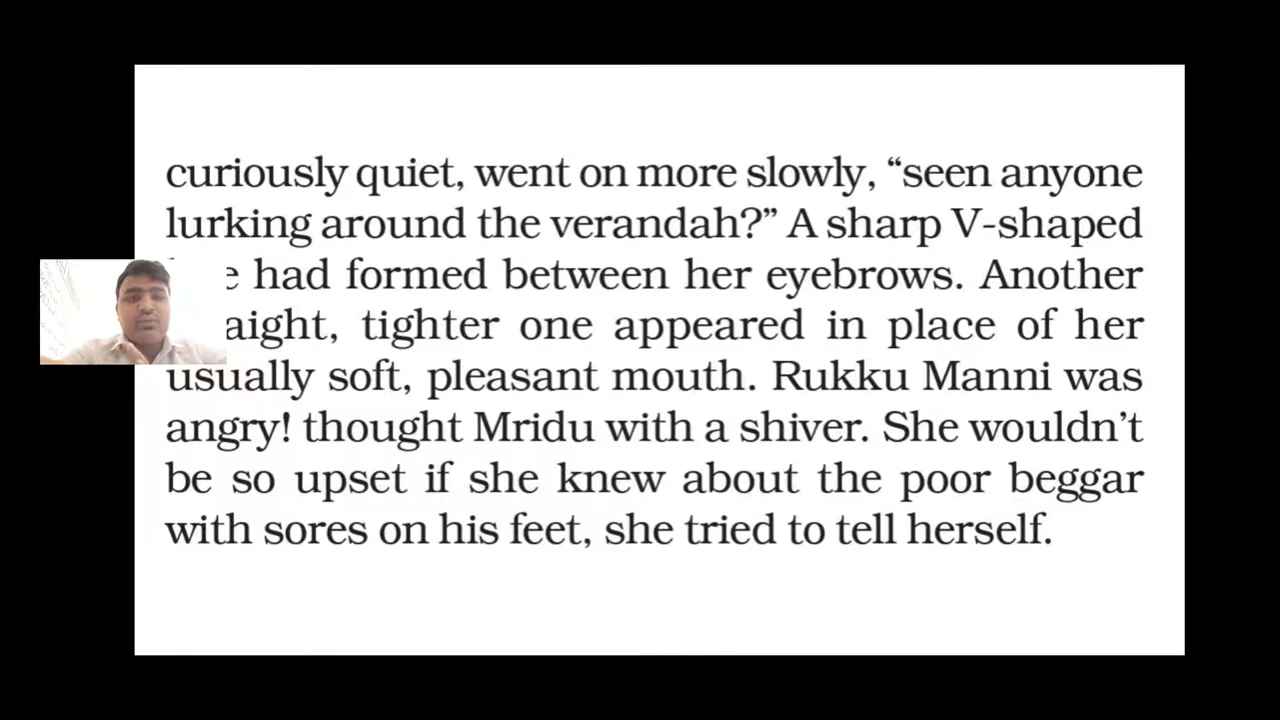 curiously quiet, went on more slowly, “seen anyone
lurking around the verandah?” A sharp V-shaped
had formed between her eyebrows. Another
tighter one appeared in place of her
usually soft, pleasant mouth. Rukku Manni was
angry! thought Mridu with a shiver. She wouldn’t
be so upset if she knew about the poor beggar
with sores on his feet, she tried to tell herself.